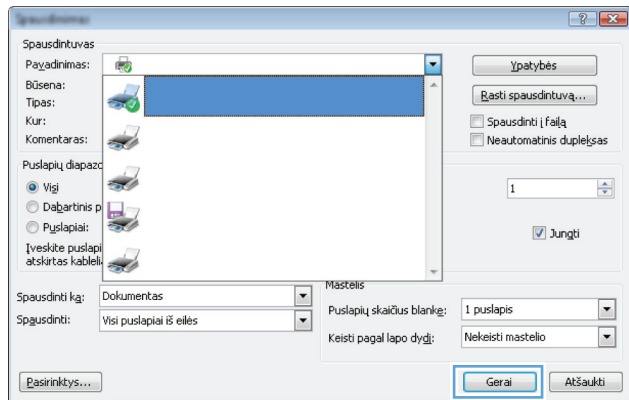 Spausdinimas
Spausdintuvas
Pavadinimas:
Ypatybės
Būsena:
Rasti spausdintuvą...
Tipas:
Kur:
Spausdinti į failą
Komentaras:
Neautomatinis dupleksas
Puslapių diapazo
Visi
1
Dabartinis p
Puslapiai:
Jungti
Įveskite puslapi
atskirtas kableli
Spausdinti ką: Dokumentas
Mastelis
Spausdinti: Visi puslapiai iš eilės
Puslapių skaičius blanke: 1 puslapis
Keisti pagal lapo dydį: Nekeisti mastelio
Pasirinktys...
Gerai
Atšaukti